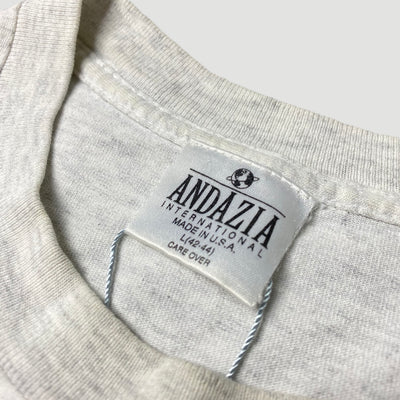 ANDAZIA
INTERNATIONAL
MADE IN U.S.A.
L(42-44)
CARE OVER